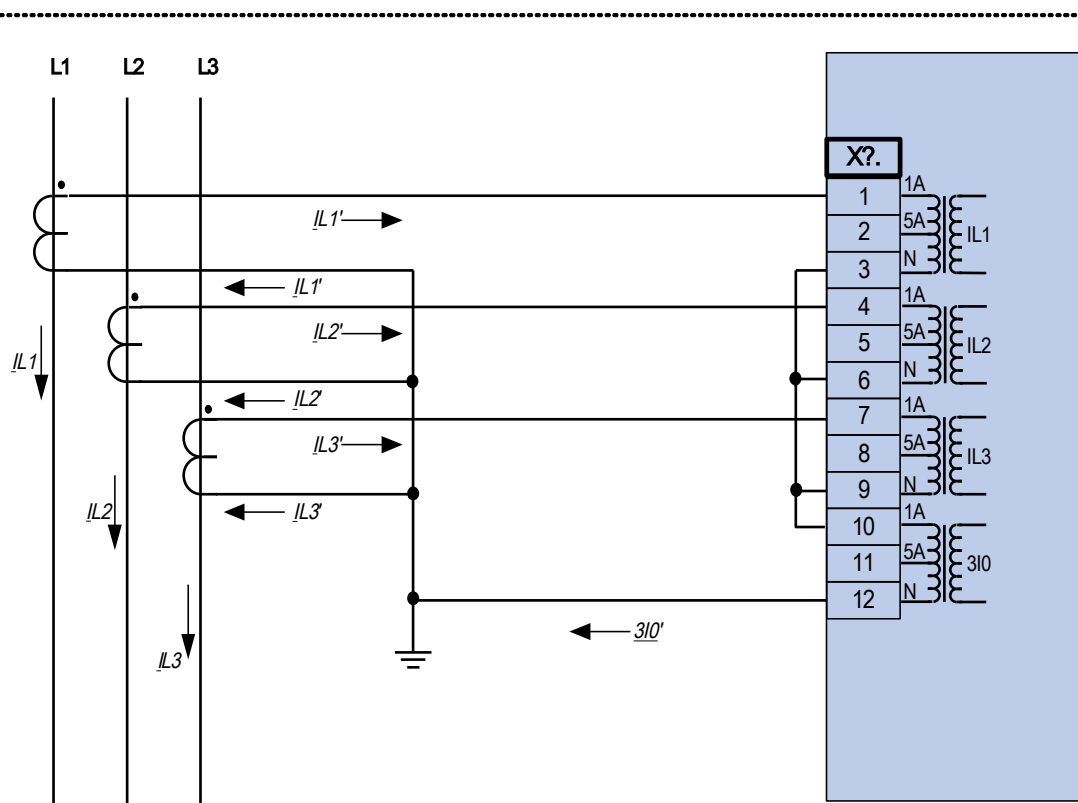 L1 L2 L3
X?.
1 1A
IL1'
2 5A IL1
3 N
IL1'
4 1A
IL2'
5 5A IL2
IL1
6 N
IL2'
7 1A
IL3'
8 5A IL3
9 N
IL2
IL3'
10 1A
11 5A 3I0
12 N
3I0'
IL3